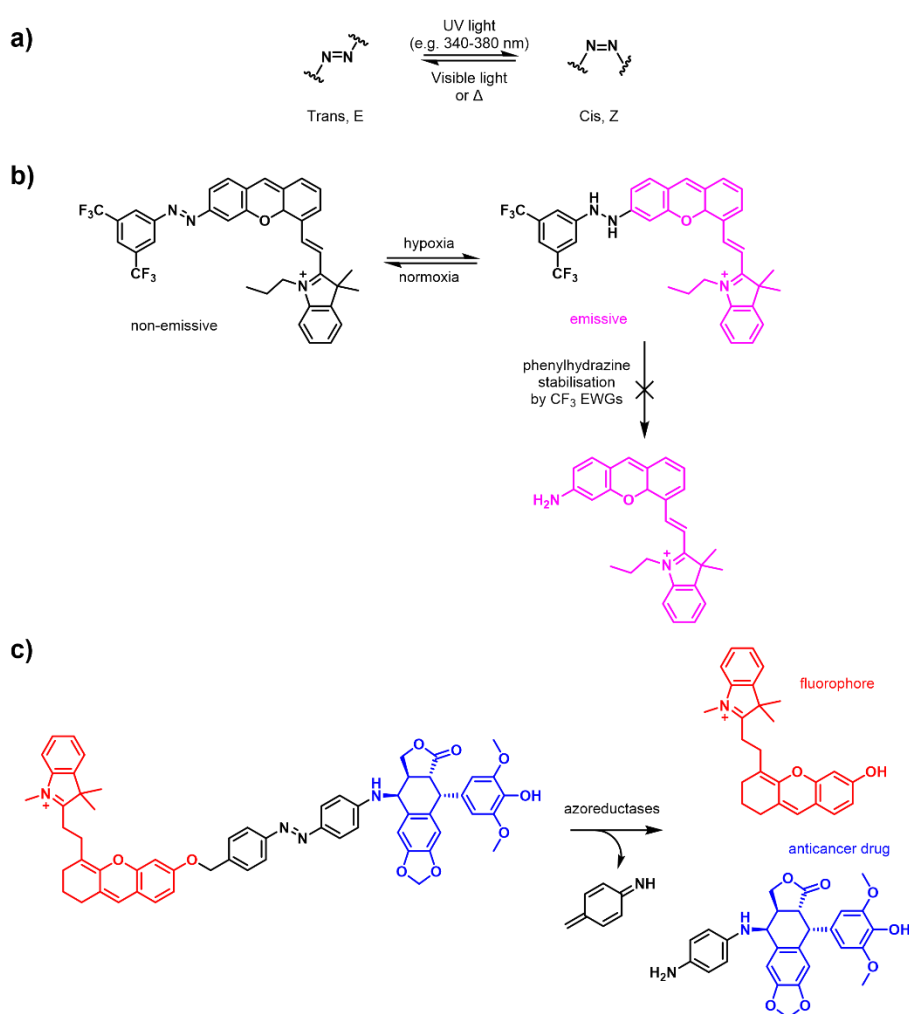 a)
UV light
(e.g. 340-380 nm)
Visible light
or Δ
N=N
Trans, E
N=N
Cis, Z
b)
CF3
F3C
N
N
O
N
+
non-emissive
hypoxia
normoxia
CF3
F3C
H
N
N
H
O
N
+
emissive
phenylhydrazine
stabilisation
by CF3 EWGs
H2N
O
N
+
c)
N
+
O
O
N
N
H
N
O
O
O
OH
O
O
O
azoreductases
NH
N
+
O
OH
fluorophore
anticancer drug
H2N
H
N
O
O
O
OH
O
O
O